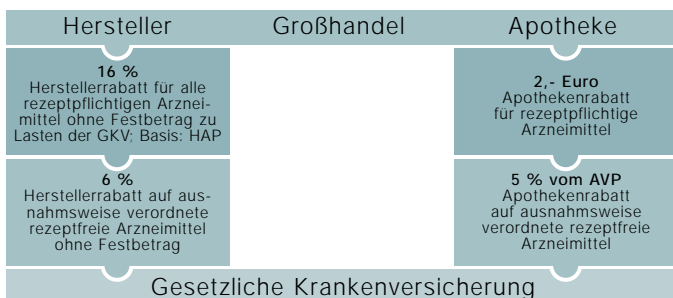 Hersteller Großhandel Apotheke
16 %
Herstellerrabatt für alle
rezeptpflichtigen Arznei-
mittel ohne Festbetrag zu
Lasten der GKV; Basis: HAP
2,- Euro
Apothekenrabatt
für rezeptpflichtige
Arzneimittel
6 %
Herstellerrabatt auf aus-
nahmsweise verordnete
rezeptfreie Arzneimittel
ohne Festbetrag
5 % vom AVP
Apothekenrabatt
auf ausnahmsweise
verordnete rezeptfreie
Arzneimittel
Gesetzliche Krankenversicherung